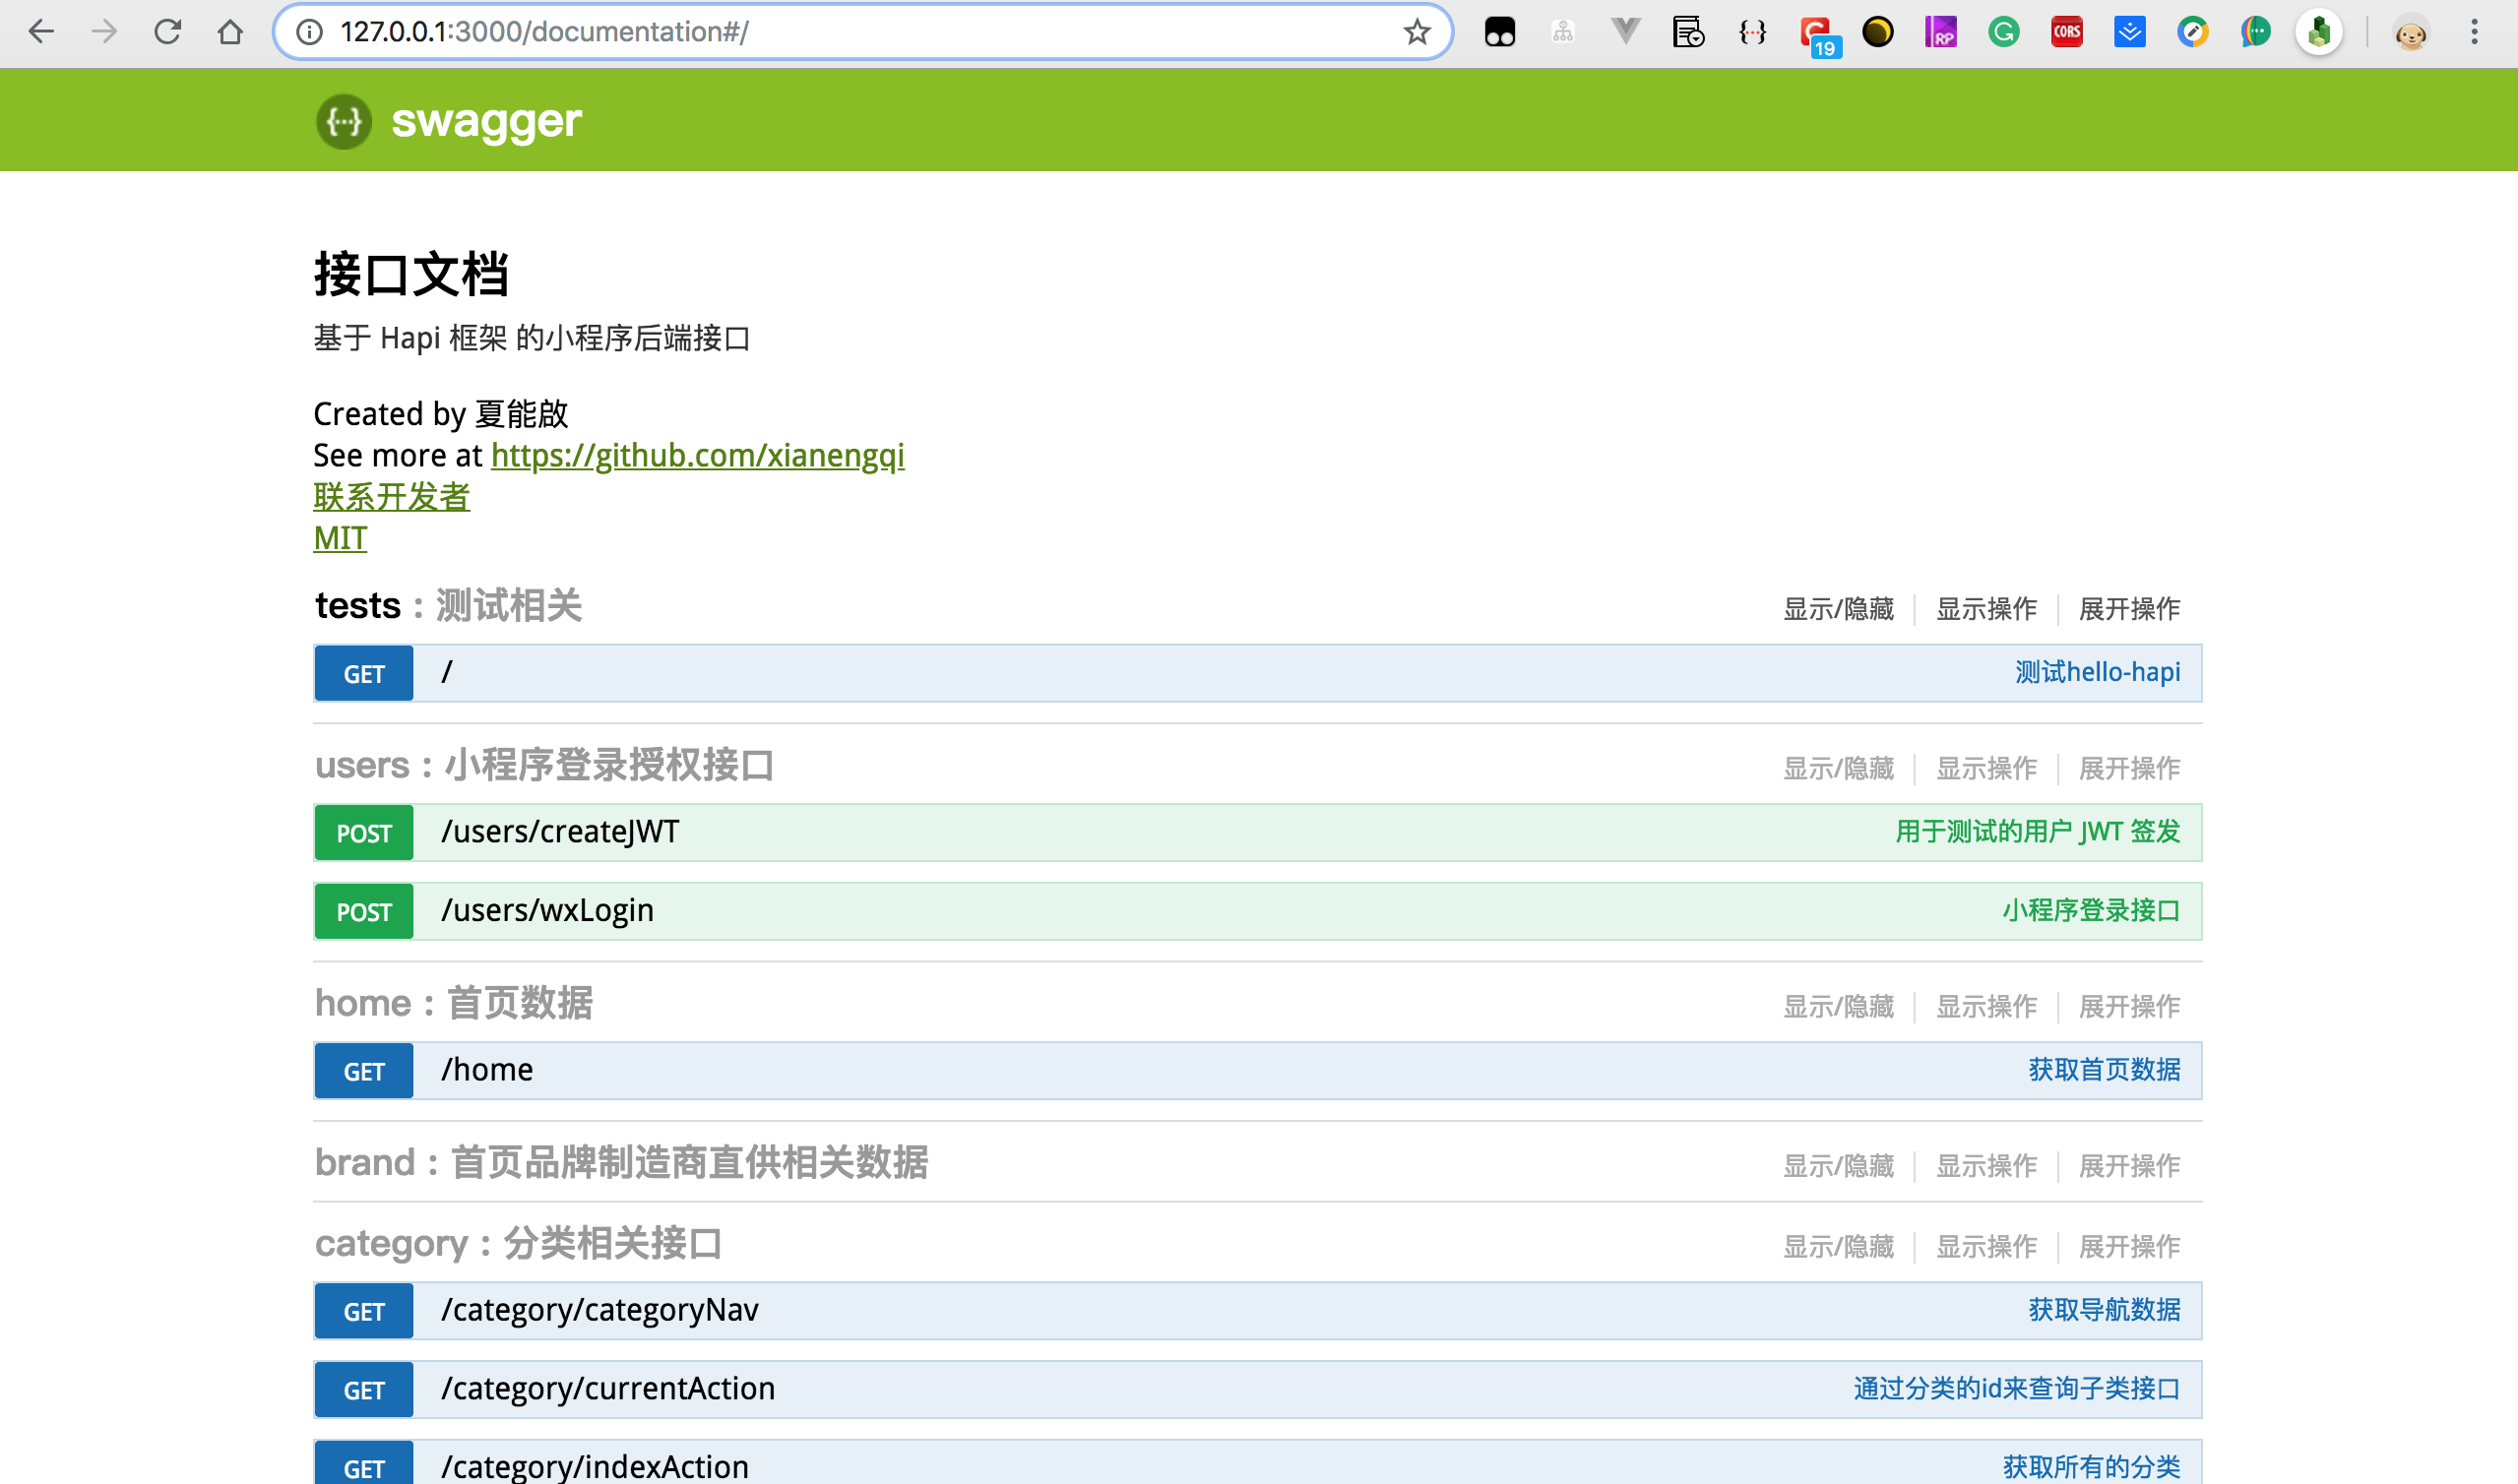 127.0.0.1:3000/documentation#/
19
RP
CORS
{···} swagger
接口文档
基于 Hapi 框架 的小程序后端接口
Created by 夏能啟
See more at https://github.com/xianengqi
联系开发者
MIT
tests : 测试相关 显示/隐藏 显示操作 展开操作
GET / 测试hello-hapi
users : 小程序登录授权接口 显示/隐藏 显示操作 展开操作
POST /users/createJWT 用于测试的用户 JWT 签发
POST /users/wxLogin 小程序登录接口
home : 首页数据 显示/隐藏 显示操作 展开操作
GET /home 获取首页数据
brand : 首页品牌制造商直供相关数据 显示/隐藏 显示操作 展开操作
category : 分类相关接口 显示/隐藏 显示操作 展开操作
GET /category/categoryNav 获取导航数据
GET /category/currentAction 通过分类的id来查询子类接口
GET /category/indexAction 获取所有的分类